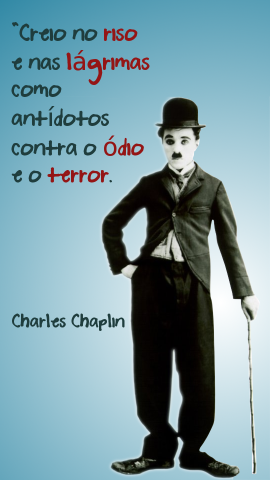 "Creio no riso
e nas lágrimas
como
antídotos
contra o ódio
e o terror.
Charles Chaplin